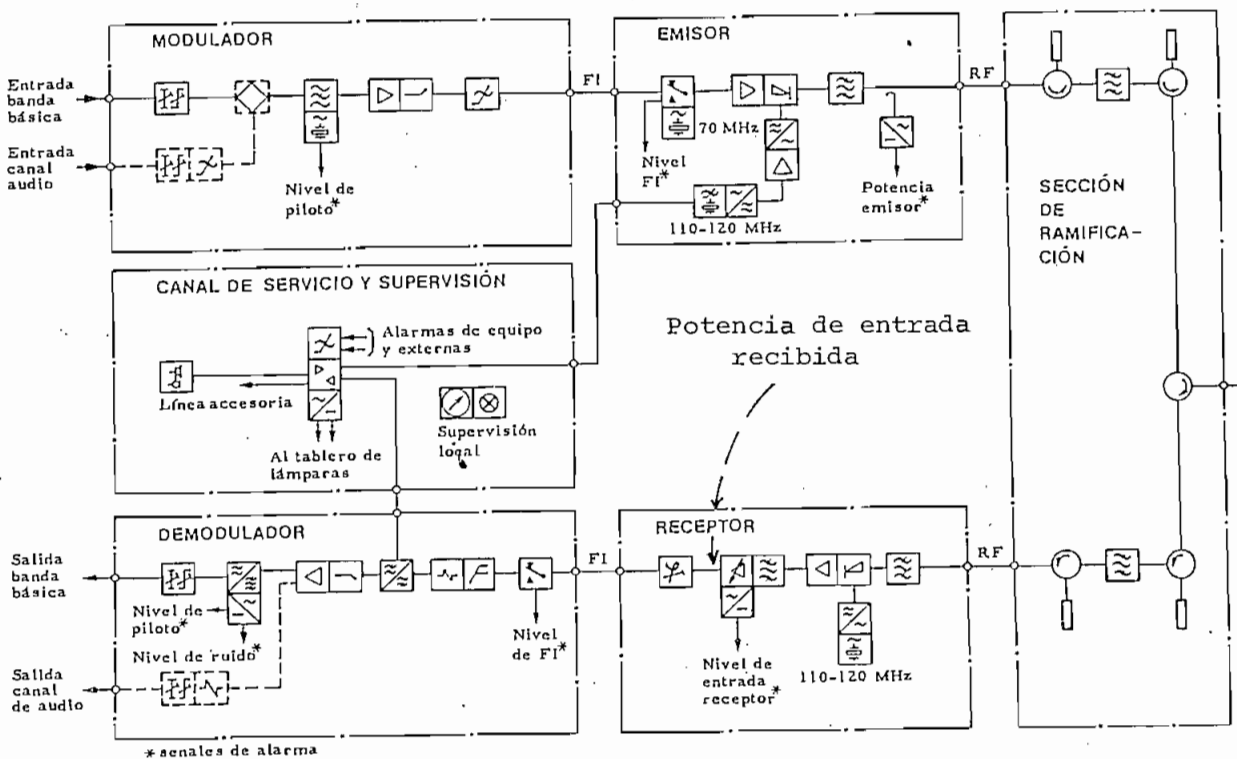 MODULADOR
Entrada
banda
básica
Entrada
canal
audio
Nivel de
piloto*
FI
EMISOR
70 MHz
Nivel
FI*
110-120 MHz
Potencia
emisor*
RF
SECCIÓN
DE
RAMIFICA-
CIÓN
CANAL DE SERVICIO Y SUPERVISIÓN
Alarmas de equipo
y externas
Línea accesoria
Al tablero de
lámparas
Supervisión
local
Potencia de entrada
recibida
DEMODULADOR
Salida
banda
básica
Nivel de
piloto*
Nivel de ruido*
Salida
canal
de audio
Nivel
de FI*
FI
RECEPTOR
Nivel de
entrada
receptor*
110-120 MHz
RF
* senales de alarma